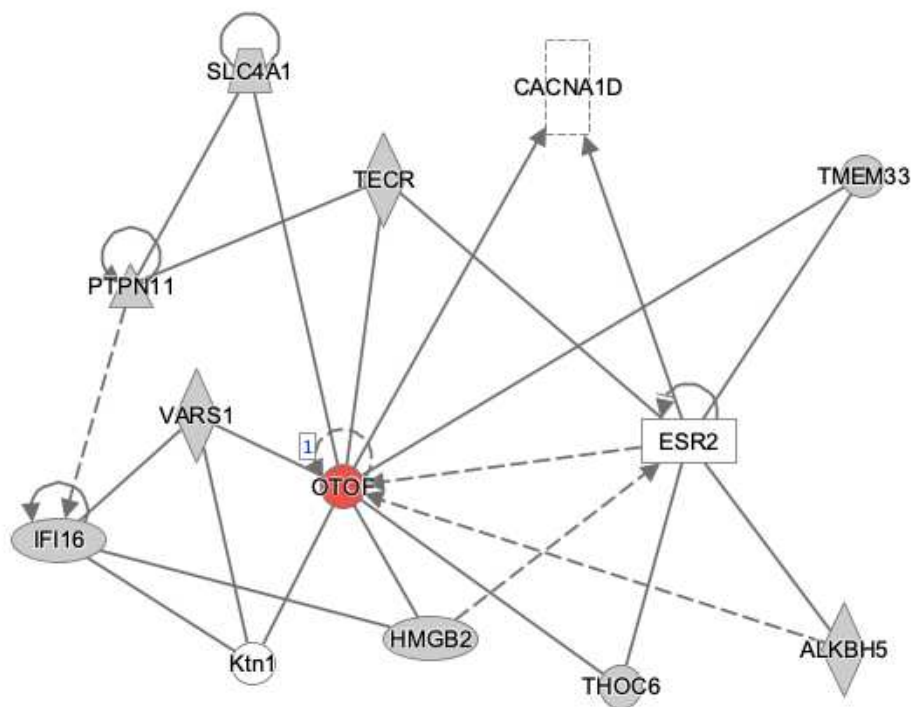 SLC4A1
CACNA1D
TECR
TMEM33
PTPN11
VARS1
1
ESR2
OTOF
IFI16
HMGB2
Ktn1
ALKBH5
THOC6